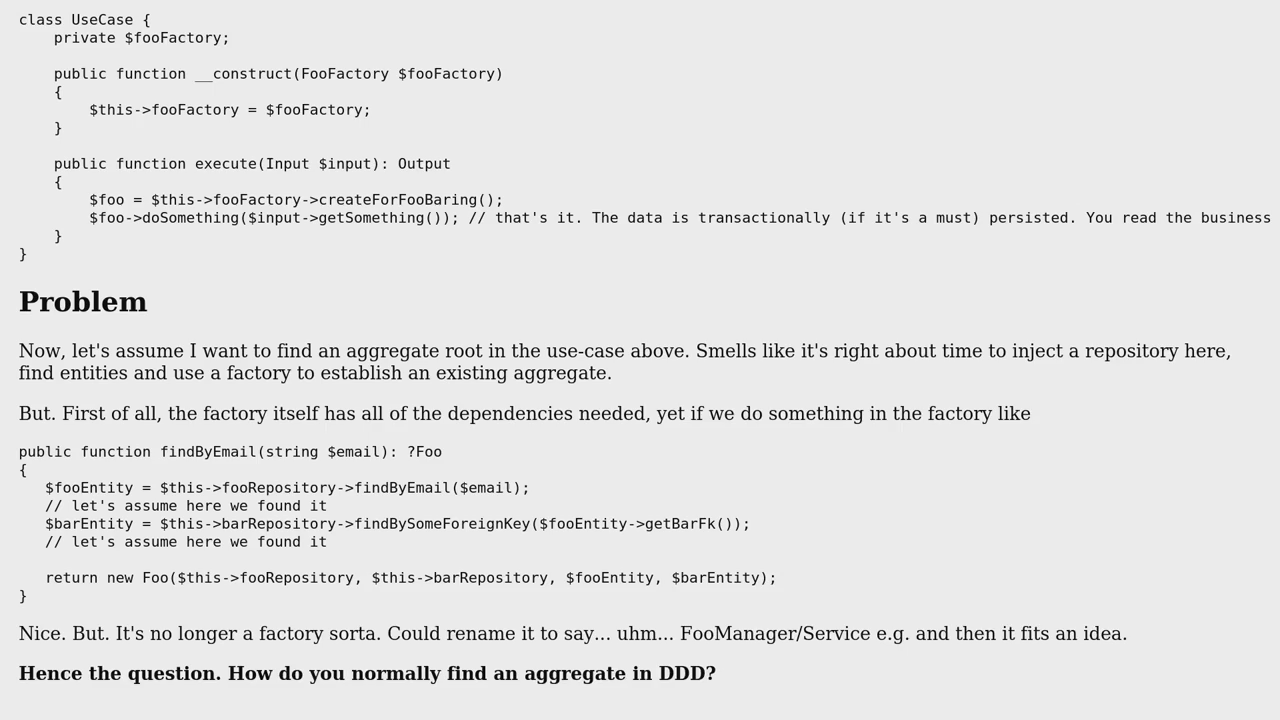 class UseCase {
    private $fooFactory;

    public function __construct(FooFactory $fooFactory)
    {
        $this->fooFactory = $fooFactory;
    }

    public function execute(Input $input): Output
    {
        $foo = $this->fooFactory->createForFooBaring();
        $foo->doSomething($input->getSomething()); // that's it. The data is transactionally (if it's a must) persisted. You read the business
    }
}
Problem
Now, let's assume I want to find an aggregate root in the use-case above. Smells like it's right about time to inject a repository here,
find entities and use a factory to establish an existing aggregate.
But. First of all, the factory itself has all of the dependencies needed, yet if we do something in the factory like
public function findByEmail(string $email): ?Foo
{
   $fooEntity = $this->fooRepository->findByEmail($email);
   // let's assume here we found it
   $barEntity = $this->barRepository->findBySomeForeignKey($fooEntity->getBarFk());
   // let's assume here we found it

   return new Foo($this->fooRepository, $this->barRepository, $fooEntity, $barEntity);
}
Nice. But. It's no longer a factory sorta. Could rename it to say... uhm... FooManager/Service e.g. and then it fits an idea.
Hence the question. How do you normally find an aggregate in DDD?